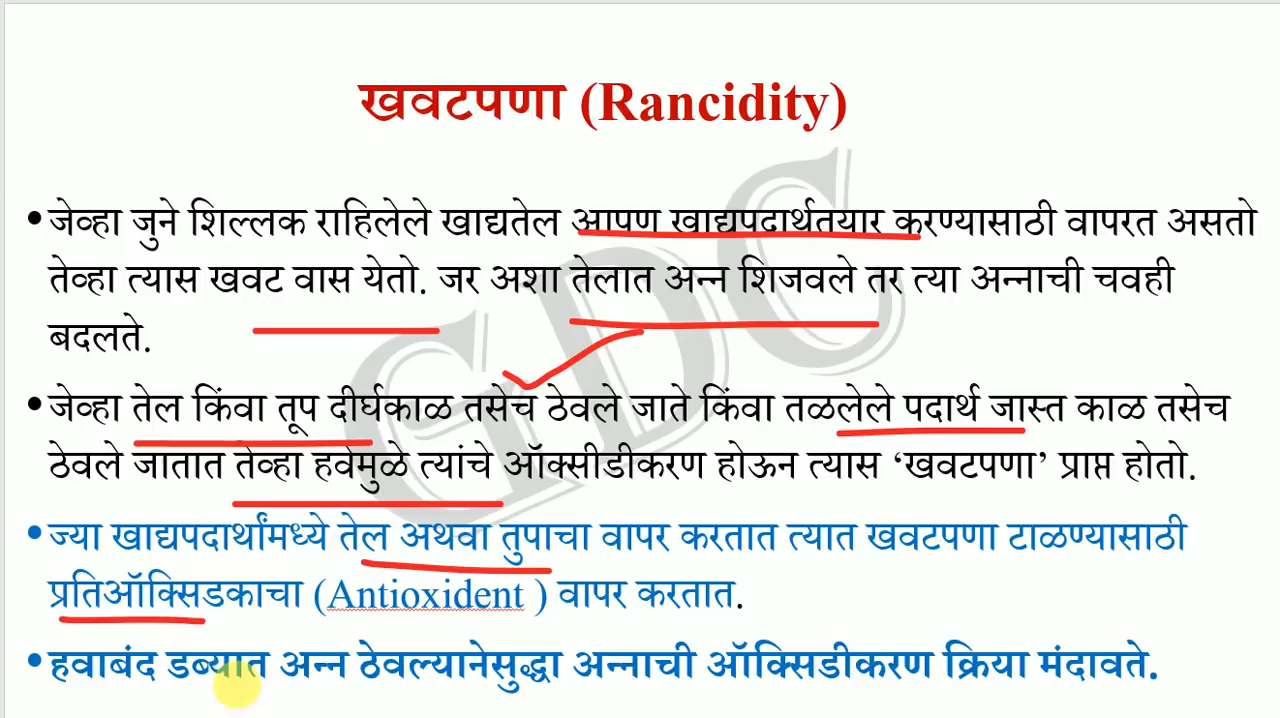 खवटपणा (Rancidity)
• जेव्हा जुने शिल्लक राहिलेले खाद्यतेल आपण खाद्यपदार्थतयार करण्यासाठी वापरत असतो
तेव्हा त्यास खवट वास येतो. जर अशा तेलात अन्न शिजवले तर त्या अन्नाची चवही
बदलते.
• जेव्हा तेल किंवा तूप दीर्घकाळ तसेच ठेवले जाते किंवा तळलेले पदार्थ जास्त काळ तसेच
ठेवले जातात तेव्हा हवेमुळे त्यांचे ऑक्सीडीकरण होऊन त्यास ‘खवटपणा’ प्राप्त होतो.
• ज्या खाद्यपदार्थांमध्ये तेल अथवा तुपाचा वापर करतात त्यात खवटपणा टाळण्यासाठी
प्रतिऑक्सिडकाचा (Antioxident ) वापर करतात.
• हवाबंद डब्यात अन्न ठेवल्यानेसुद्धा अन्नाची ऑक्सिडीकरण क्रिया मंदावते.
GDC